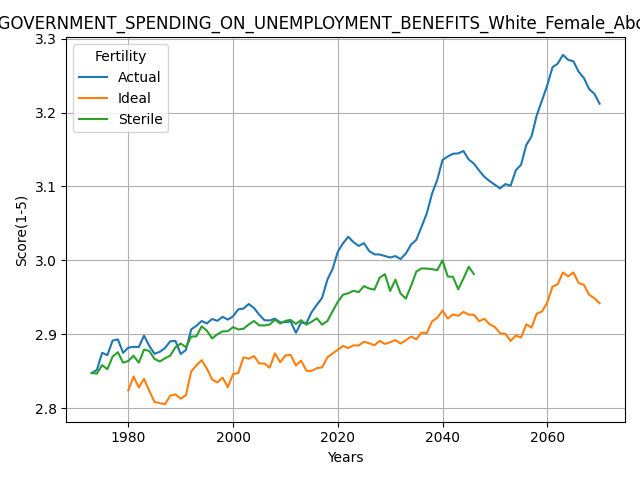 GOVERNMENT_SPENDING_ON_UNEMPLOYMENT_BENEFITS_White_Female_Abo
Fertility
Actual
Ideal
Sterile
Score(1-5)
3.3
3.2
3.1
3.0
2.9
2.8
1980 2000 2020 2040 2060
Years